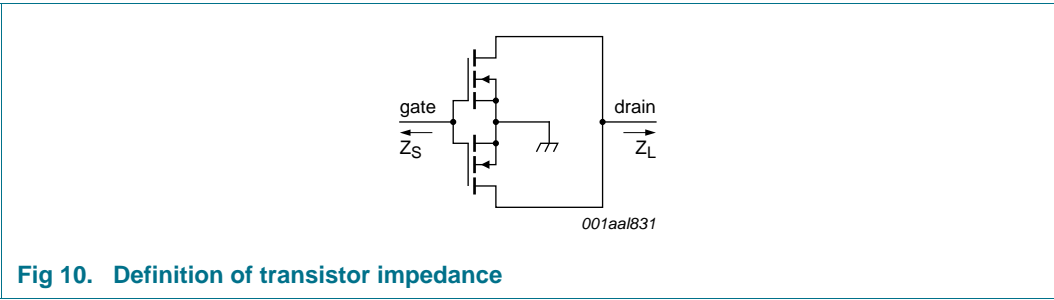 gate
drain
Z_S
Z_L
001aal831
Fig 10. Definition of transistor impedance